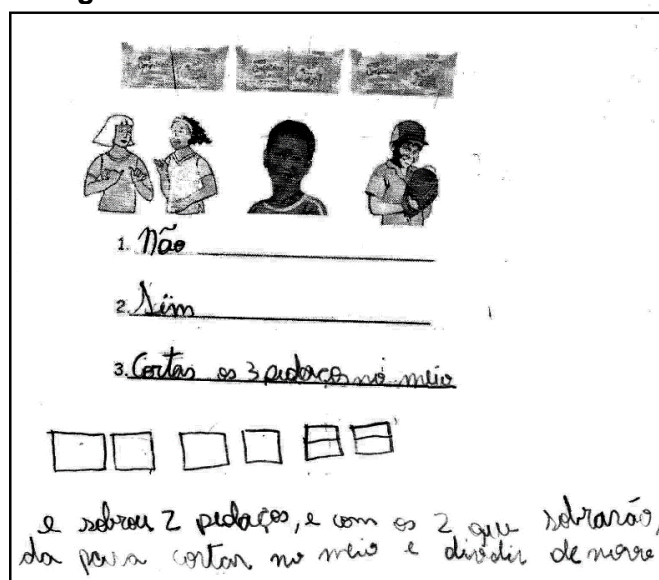 1. Não
2. Sim
3. Cortas os 3 pedaços no meio
e sobrou 2 pedaços, e com os 2 que sobrarão,
da para cortar no meio e dividir de